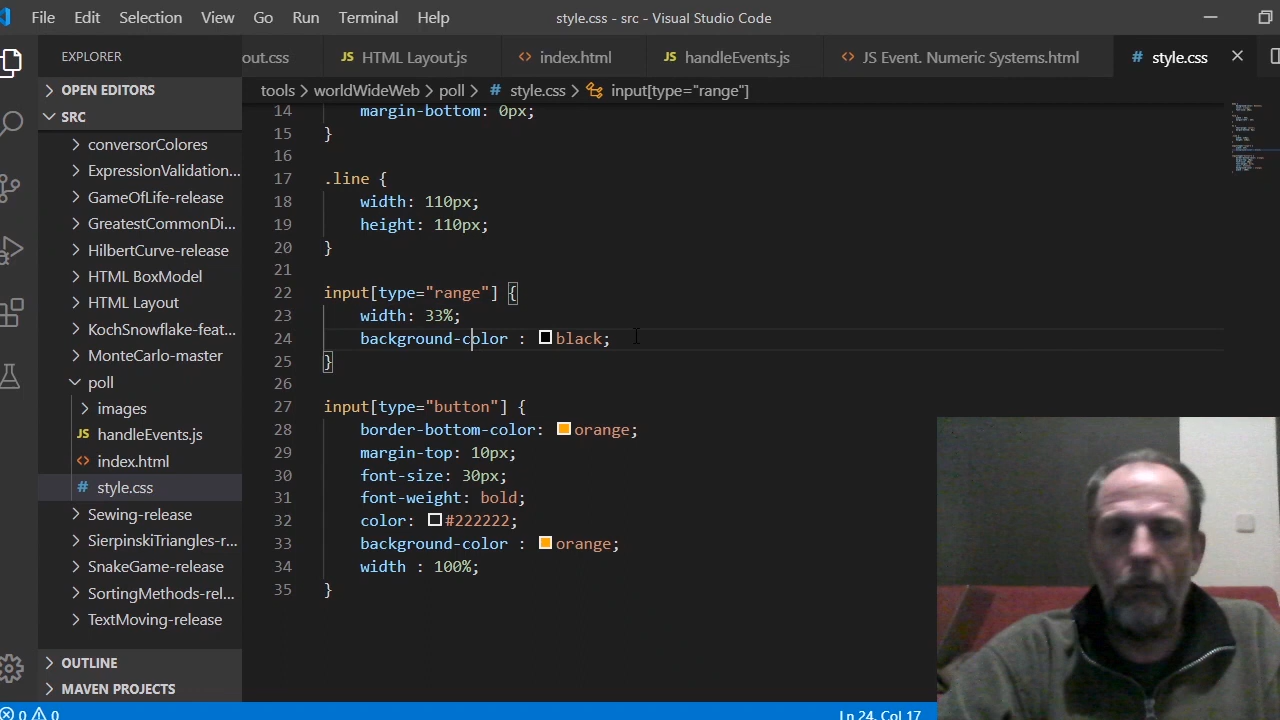 File Edit Selection View Go Run Terminal Help style.css - src - Visual Studio Code
EXPLORER
out.css JS HTML Layout.js <> index.html JS handleEvents.js <> JS Event. Numeric Systems.html # style.css
OPEN EDITORS
SRC
conversorColores
ExpressionValidation...
GameOfLife-release
GreatestCommonDi...
HilbertCurve-release
HTML BoxModel
HTML Layout
KochSnowflake-feat...
MonteCarlo-master
poll
images
JS handleEvents.js
<> index.html
# style.css
Sewing-release
SierpinskiTriangles-r...
SnakeGame-release
SortingMethods-rel...
TextMoving-release
OUTLINE
MAVEN PROJECTS
tools > worldWideWeb > poll > # style.css > input[type="range"]
14 margin-bottom: 0px;
15 }
16
17 .line {
18 width: 110px;
19 height: 110px;
20 }
21
22 input[type="range"] {
23 width: 33%;
24 background-color : black;
25 }
26
27 input[type="button"] {
28 border-bottom-color: orange;
29 margin-top: 10px;
30 font-size: 30px;
31 font-weight: bold;
32 color: #222222;
33 background-color : orange;
34 width : 100%;
35 }
0 0 Ln 24, Col 17